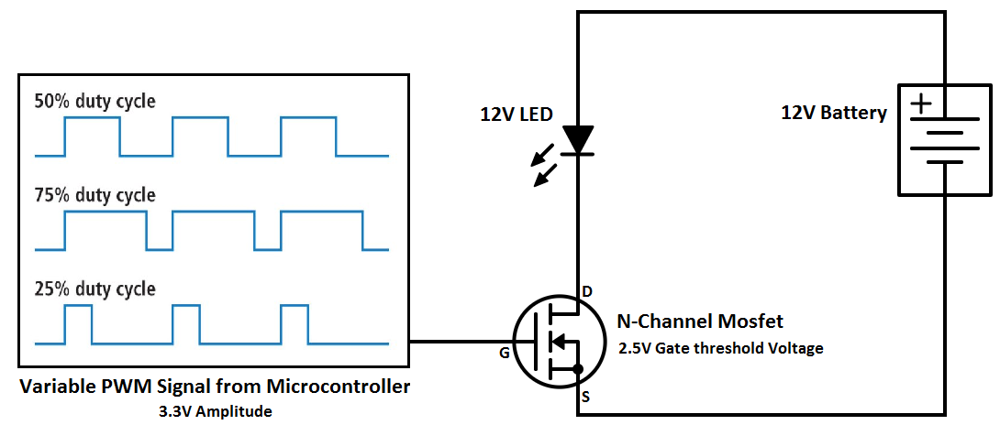 50% duty cycle
75% duty cycle
25% duty cycle
Variable PWM Signal from Microcontroller
3.3V Amplitude
12V LED
12V Battery
+
D
G
S
N-Channel Mosfet
2.5V Gate threshold Voltage